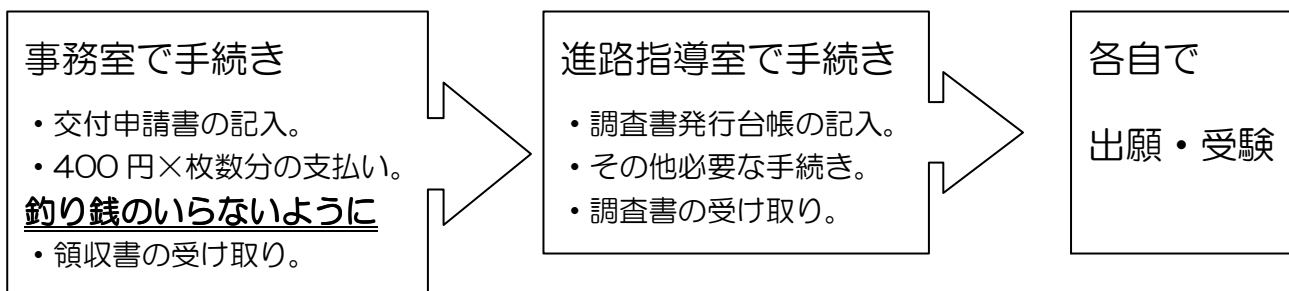 事務室で手続き
・交付申請書の記入。
・400円×枚数分の支払い。
釣り銭のいらないように
・領収書の受け取り。
進路指導室で手続き
・調査書発行台帳の記入。
・その他必要な手続き。
・調査書の受け取り。
各自で
出願・受験